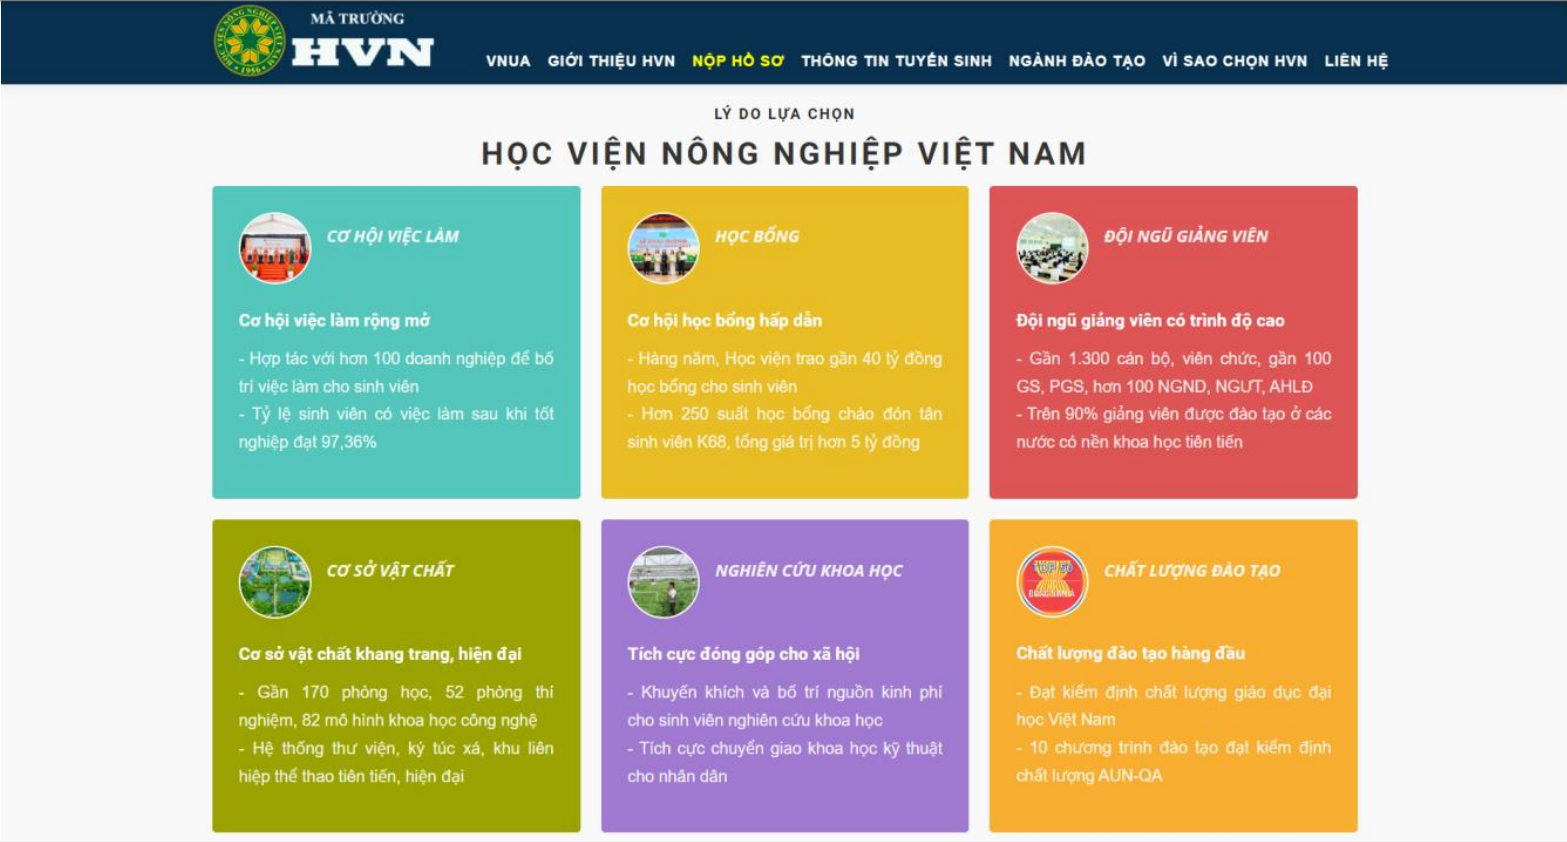 HỌC VIỆN NÔNG NGHIỆP VIỆT NAM
1956
MÃ TRƯỜNG
HVN
VNUA GIỚI THIỆU HVN NỘP HỒ SƠ THÔNG TIN TUYỂN SINH NGÀNH ĐÀO TẠO VÌ SAO CHỌN HVN LIÊN HỆ
LÝ DO LỰA CHỌN
HỌC VIỆN NÔNG NGHIỆP VIỆT NAM
CƠ HỘI VIỆC LÀM
Cơ hội việc làm rộng mở
- Hợp tác với hơn 100 doanh nghiệp để bố
trí việc làm cho sinh viên
- Tỷ lệ sinh viên có việc làm sau khi tốt
nghiệp đạt 97,36%
HỌC BỔNG
Cơ hội học bổng hấp dẫn
- Hàng năm, Học viện trao gần 40 tỷ đồng
học bổng cho sinh viên
- Hơn 250 suất học bổng chào đón tân
sinh viên K68, tổng giá trị hơn 5 tỷ đồng
ĐỘI NGŨ GIẢNG VIÊN
Đội ngũ giảng viên có trình độ cao
- Gần 1.300 cán bộ, viên chức, gần 100
GS, PGS, hơn 100 NGND, NGƯT, AHLĐ
- Trên 90% giảng viên được đào tạo ở các
nước có nền khoa học tiên tiến
CƠ SỞ VẬT CHẤT
Cơ sở vật chất khang trang, hiện đại
- Gần 170 phòng học, 52 phòng thí
nghiệm, 82 mô hình khoa học công nghệ
- Hệ thống thư viện, ký túc xá, khu liên
hiệp thể thao tiên tiến, hiện đại
NGHIÊN CỨU KHOA HỌC
Tích cực đóng góp cho xã hội
- Khuyến khích và bố trí nguồn kinh phí
cho sinh viên nghiên cứu khoa học
- Tích cực chuyển giao khoa học kỹ thuật
cho nhân dân
TOP 10
ĐÔNG NAM Á
CHẤT LƯỢNG ĐÀO TẠO
Chất lượng đào tạo hàng đầu
- Đạt kiểm định chất lượng giáo dục đại
học Việt Nam
- 10 chương trình đào tạo đạt kiểm định
chất lượng AUN-QA